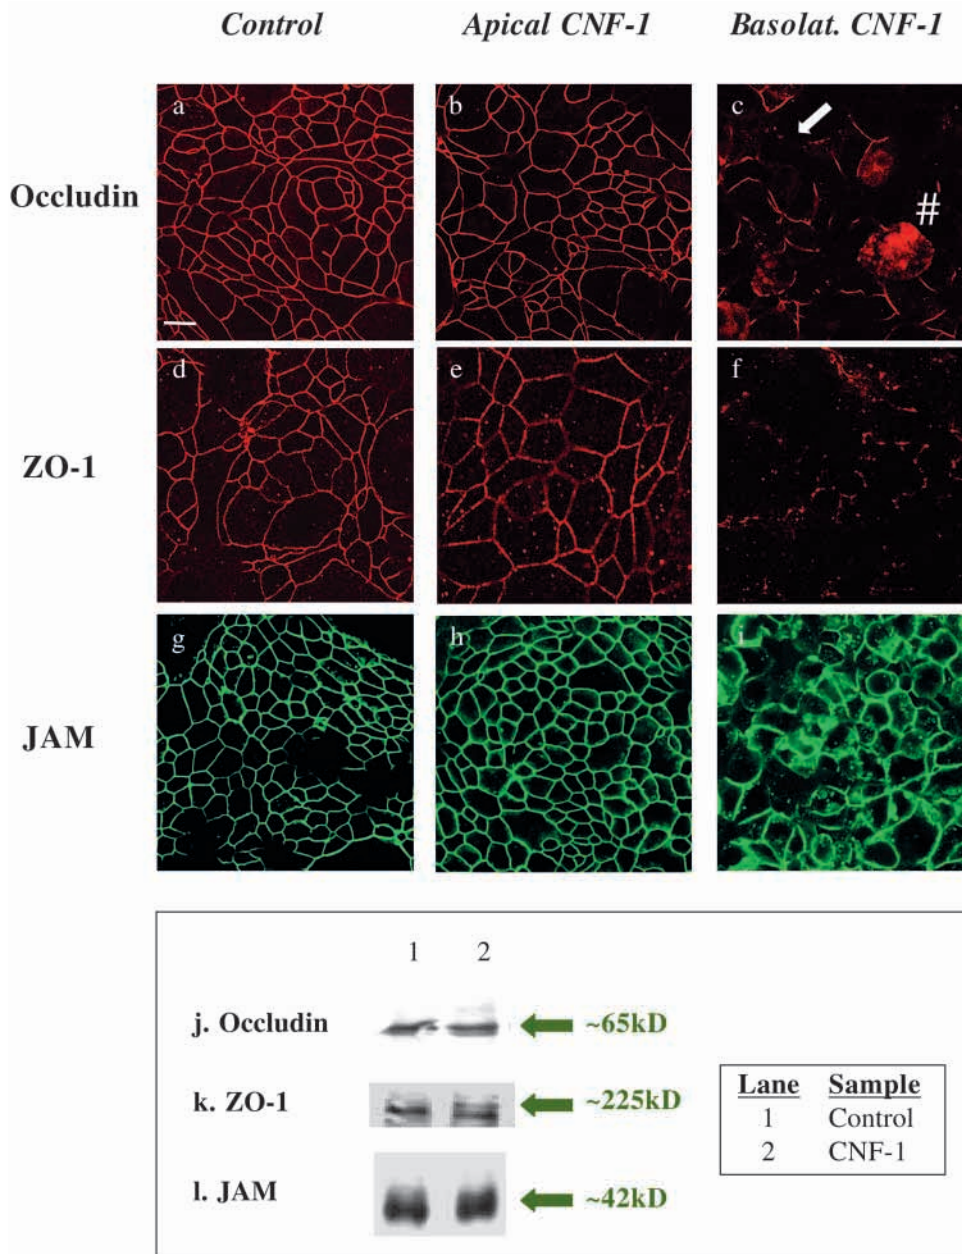 Control Apical CNF-1 Basolat. CNF-1
a b c
Occludin
#
d e f
ZO-1
g h i
JAM
1 2
j. Occludin ~65kD
k. ZO-1 ~225kD
l. JAM ~42kD
Lane Sample
1 Control
2 CNF-1